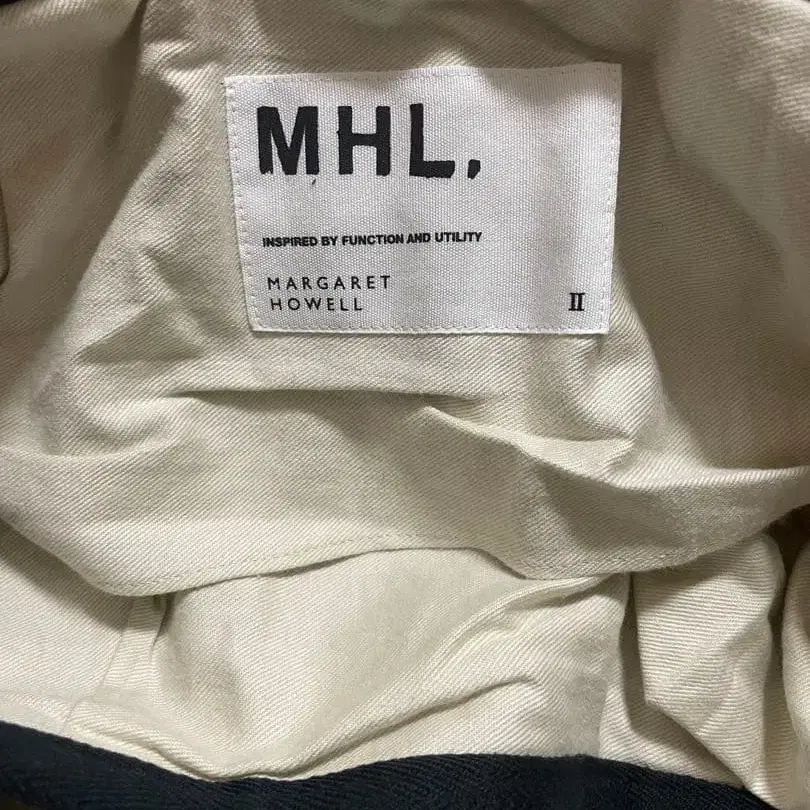 MHL.
INSPIRED BY FUNCTION AND UTILITY
MARGARET
HOWELL
II